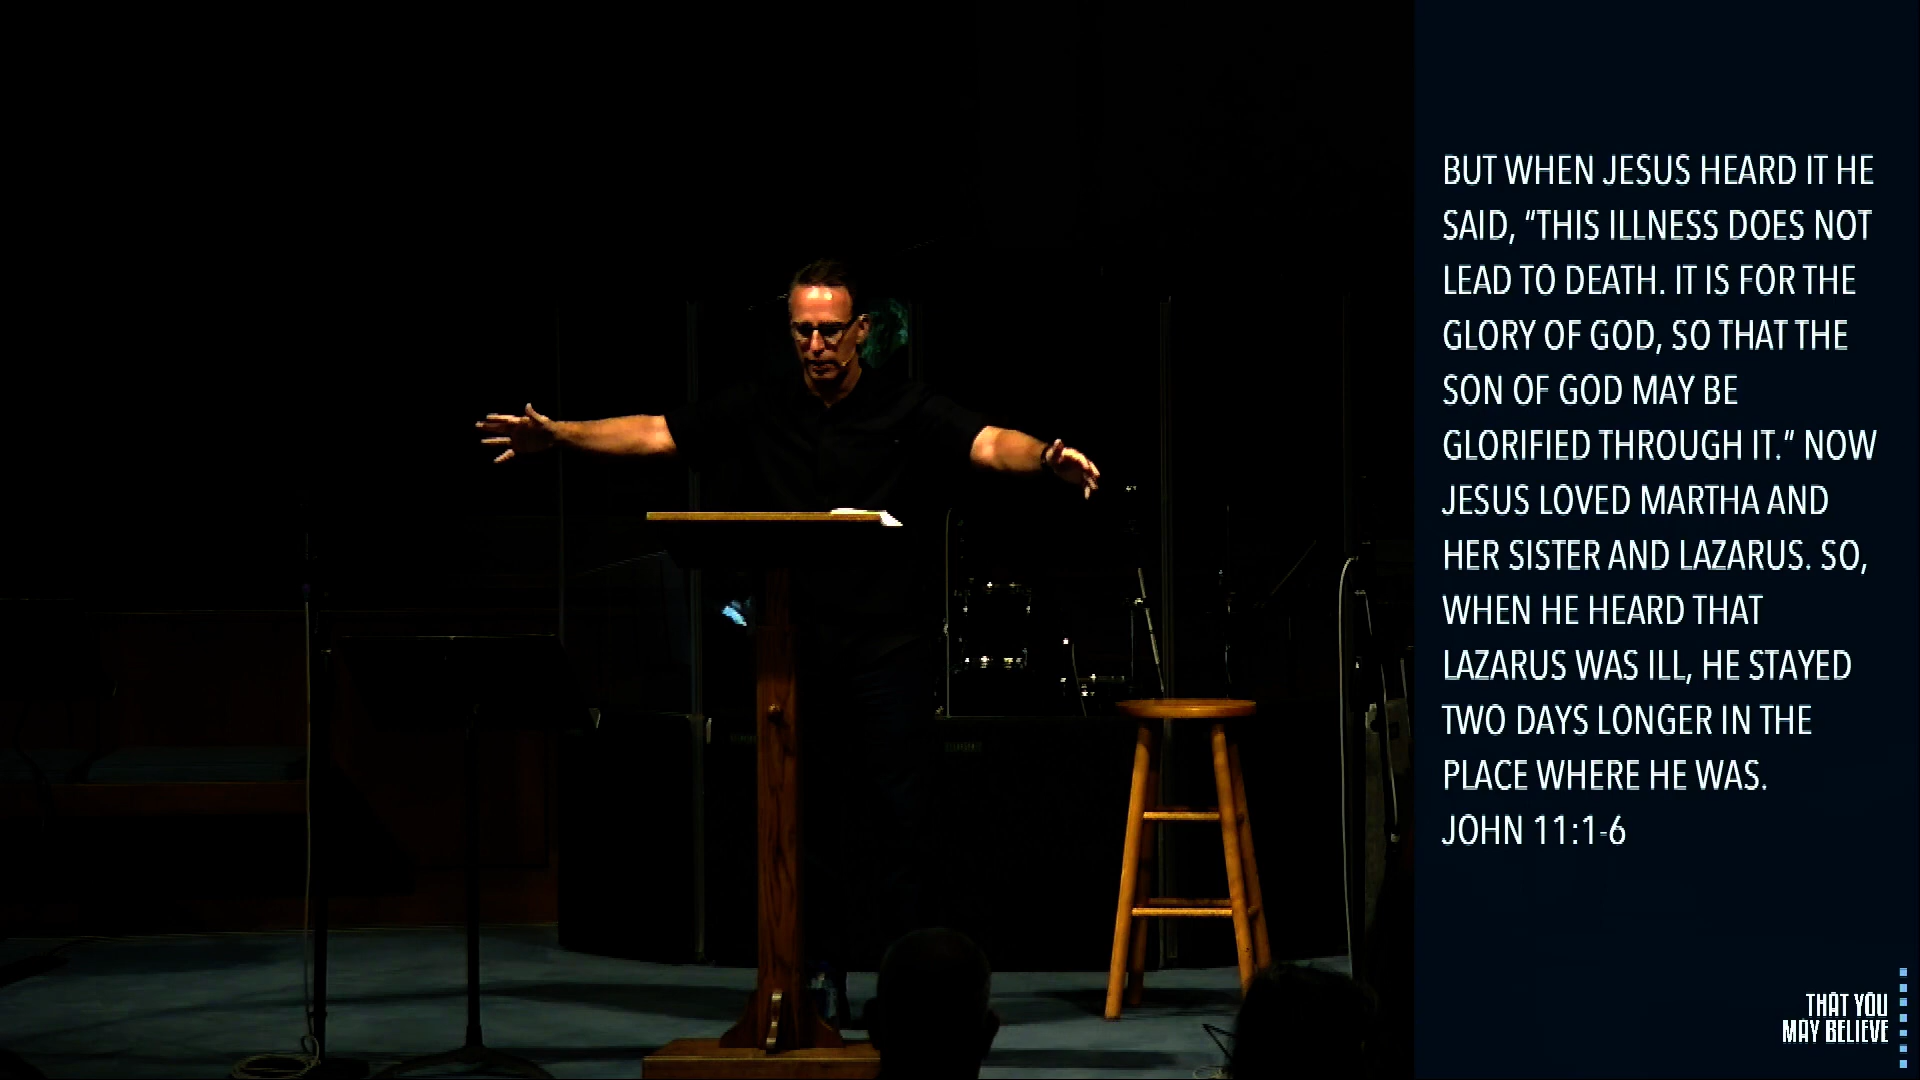 BUT WHEN JESUS HEARD IT HE
SAID, “THIS ILLNESS DOES NOT
LEAD TO DEATH. IT IS FOR THE
GLORY OF GOD, SO THAT THE
SON OF GOD MAY BE
GLORIFIED THROUGH IT.“ NOW
JESUS LOVED MARTHA AND
HER SISTER AND LAZARUS. SO,
WHEN HE HEARD THAT
LAZARUS WAS ILL, HE STAYED
TWO DAYS LONGER IN THE
PLACE WHERE HE WAS.
JOHN 11:1-6
THAT YOU
MAY BELIEVE